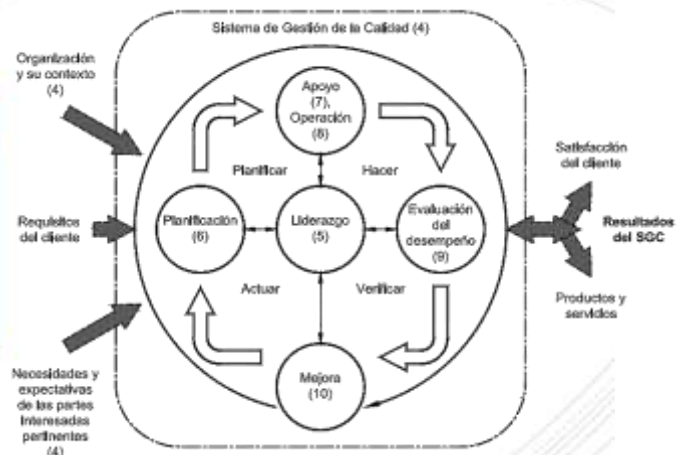 Sistema de Gestión de la Calidad (4)
Organización
y su contexto
(4)
Requisitos
del cliente
Necesidades y
expectativas
de las partes
interesadas
pertinentes
(4)
Apoyo
(7),
Operación
(8)
Planificar
Hacer
Planificación
(6)
Liderazgo
(5)
Evaluación
del
desempeño
(9)
Actuar
Verificar
Mejora
(10)
Satisfacción
del cliente
Resultados
del SGC
Productos y
servicios